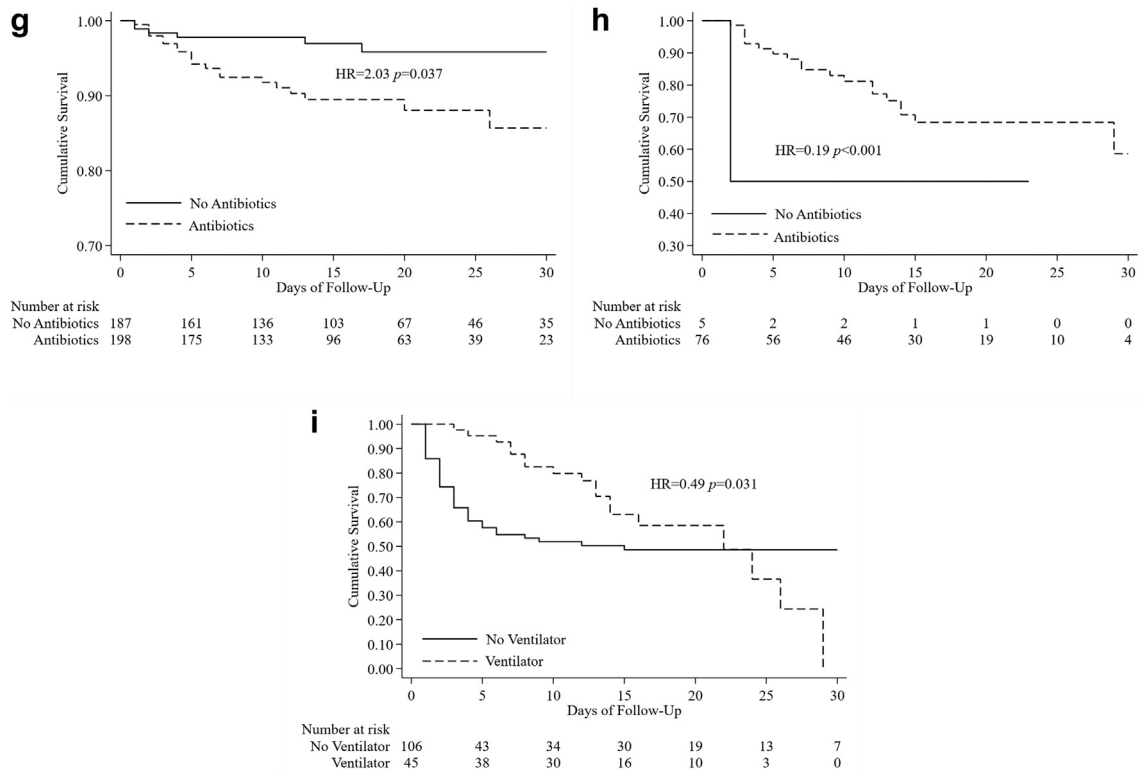 g
1.00
0.90
0.80
0.70
Cumulative Survival
HR=2.03 p=0.037
No Antibiotics
Antibiotics
0 5 10 15 20 25 30
Days of Follow-Up
Number at risk
No Antibiotics 187 161 136 103 67 46 35
Antibiotics 198 175 133 96 63 39 23
h
1.00
0.90
0.80
0.70
0.60
0.50
0.40
0.30
Cumulative Survival
HR=0.19 p<0.001
No Antibiotics
Antibiotics
0 5 10 15 20 25 30
Days of Follow-Up
Number at risk
No Antibiotics 5 2 2 1 1 0 0
Antibiotics 76 56 46 30 19 10 4
i
1.00
0.90
0.80
0.70
0.60
0.50
0.40
0.30
0.20
0.10
0.00
Cumulative Survival
HR=0.49 p=0.031
No Ventilator
Ventilator
0 5 10 15 20 25 30
Days of Follow-Up
Number at risk
No Ventilator 106 43 34 30 19 13 7
Ventilator 45 38 30 16 10 3 0